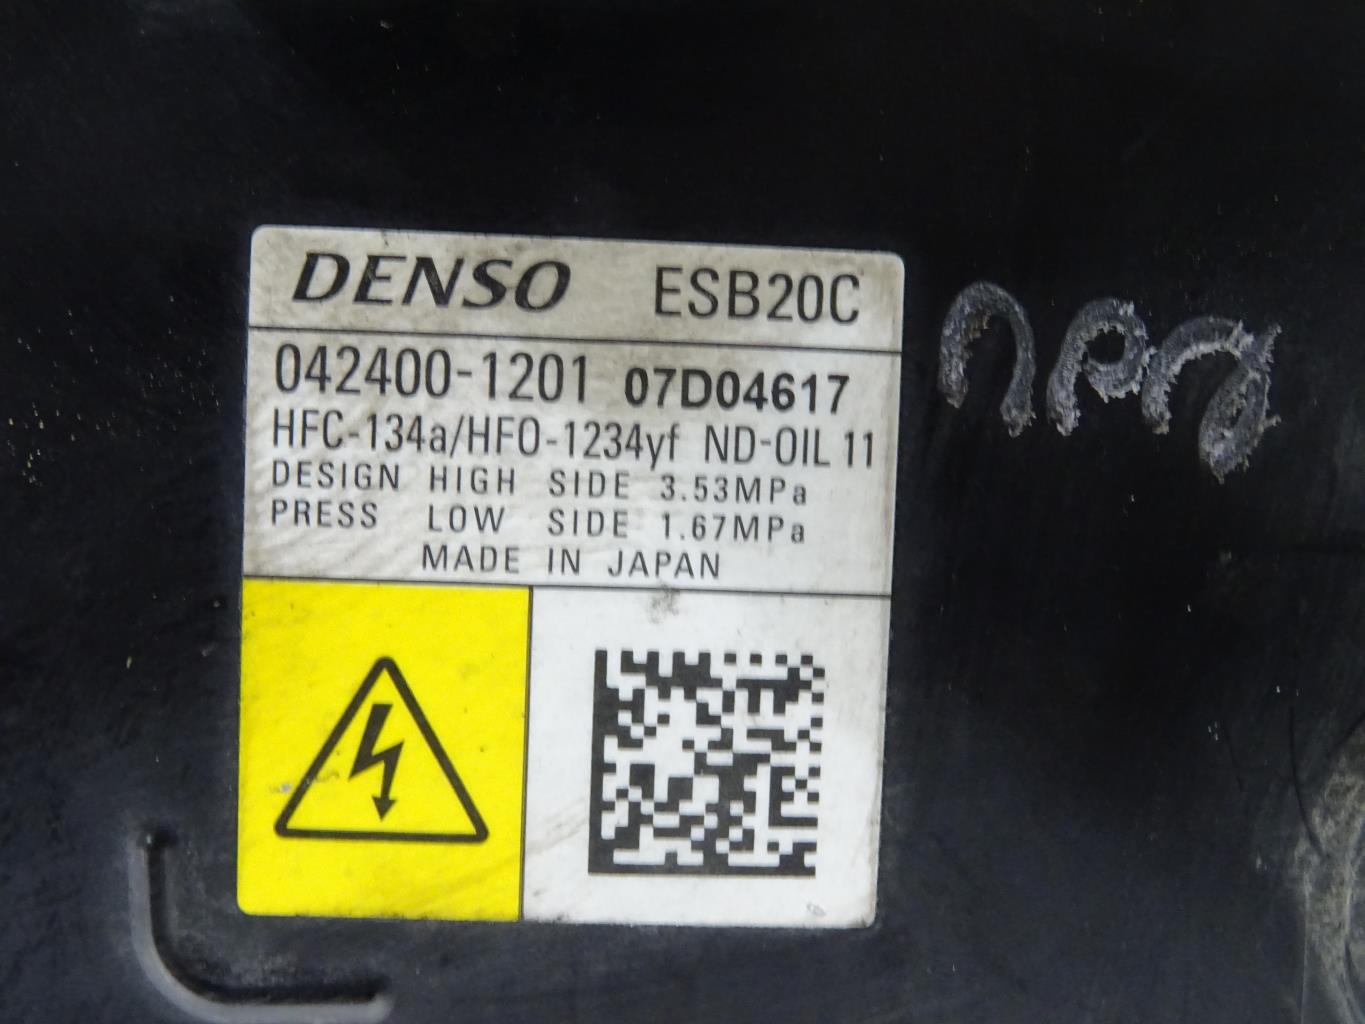 DENSO ESB20C
042400-1201 07D04617
HFC-134a/HFO-1234yf ND-OIL 11
DESIGN HIGH SIDE 3.53MPa
PRESS LOW SIDE 1.67MPa
MADE IN JAPAN